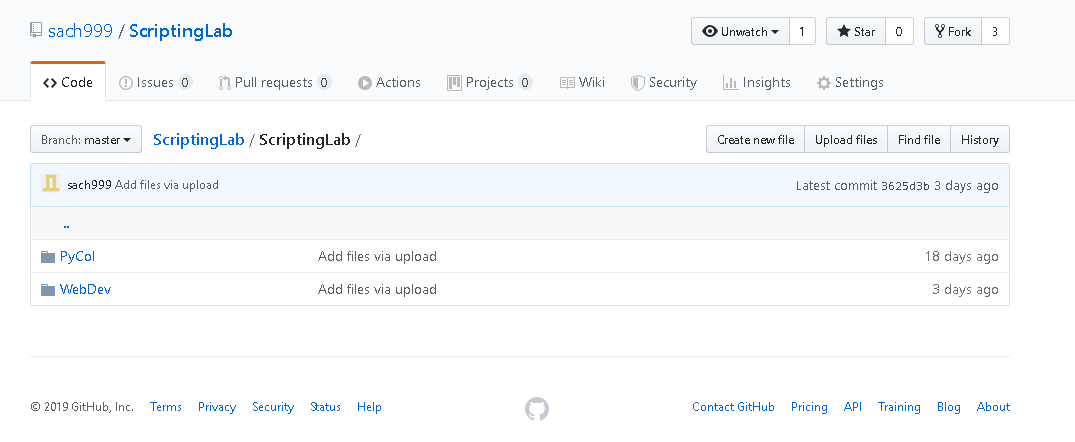 sach999 / ScriptingLab Unwatch 1 Star 0 Fork 3
Code Issues 0 Pull requests 0 Actions Projects 0 Wiki Security Insights Settings
Branch: master ScriptingLab / ScriptingLab / Create new file Upload files Find file History
sach999 Add files via upload Latest commit 3625d3b 3 days ago
..
PyCol Add files via upload 18 days ago
WebDev Add files via upload 3 days ago
© 2019 GitHub, Inc. Terms Privacy Security Status Help Contact GitHub Pricing API Training Blog About